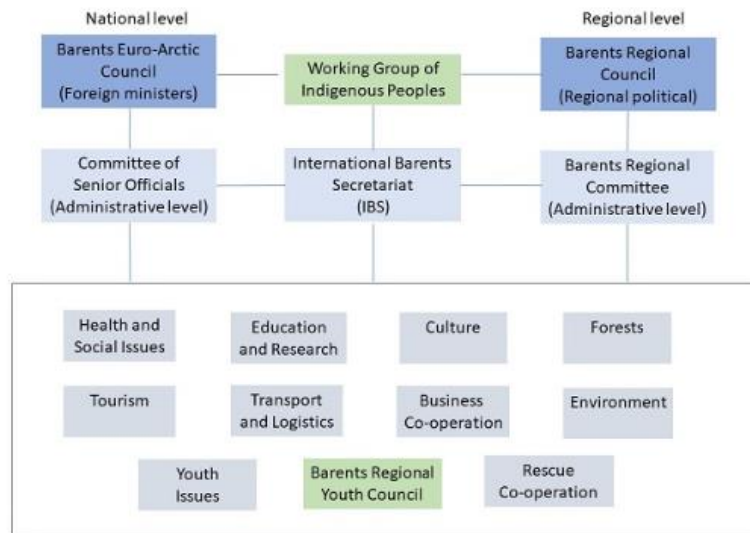 National level
Regional level
Barents Euro-Arctic
Council
(Foreign ministers)
Working Group of
Indigenous Peoples
Barents Regional
Council
(Regional political)
Committee of
Senior Officials
(Administrative level)
International Barents
Secretariat
(IBS)
Barents Regional
Committee
(Administrative level)
Health and
Social Issues
Education
and Research
Culture
Forests
Tourism
Transport
and Logistics
Business
Co-operation
Environment
Youth
Issues
Barents Regional
Youth Council
Rescue
Co-operation